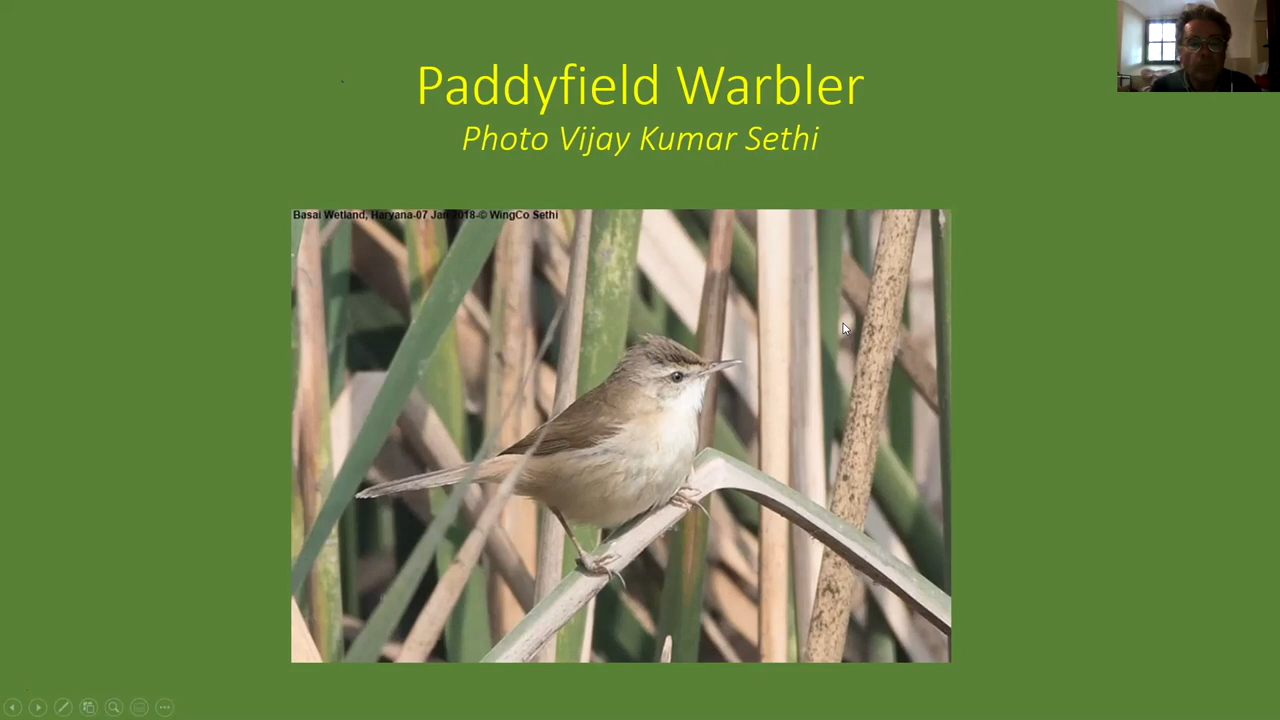 Paddyfield Warbler
Photo Vijay Kumar Sethi
Basai Wetland, Haryana-07 Jan 2018-© WingCo Sethi